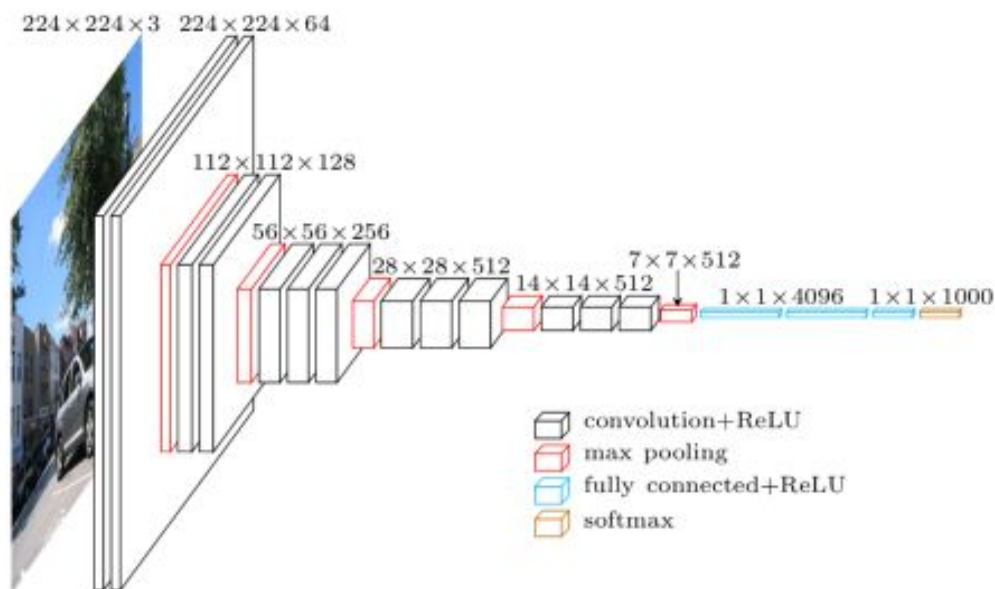 224×224×3
224×224×64
112×112×128
56×56×256
28×28×512
14×14×512
7×7×512
1×1×4096
1×1×1000
convolution+ReLU
max pooling
fully connected+ReLU
softmax